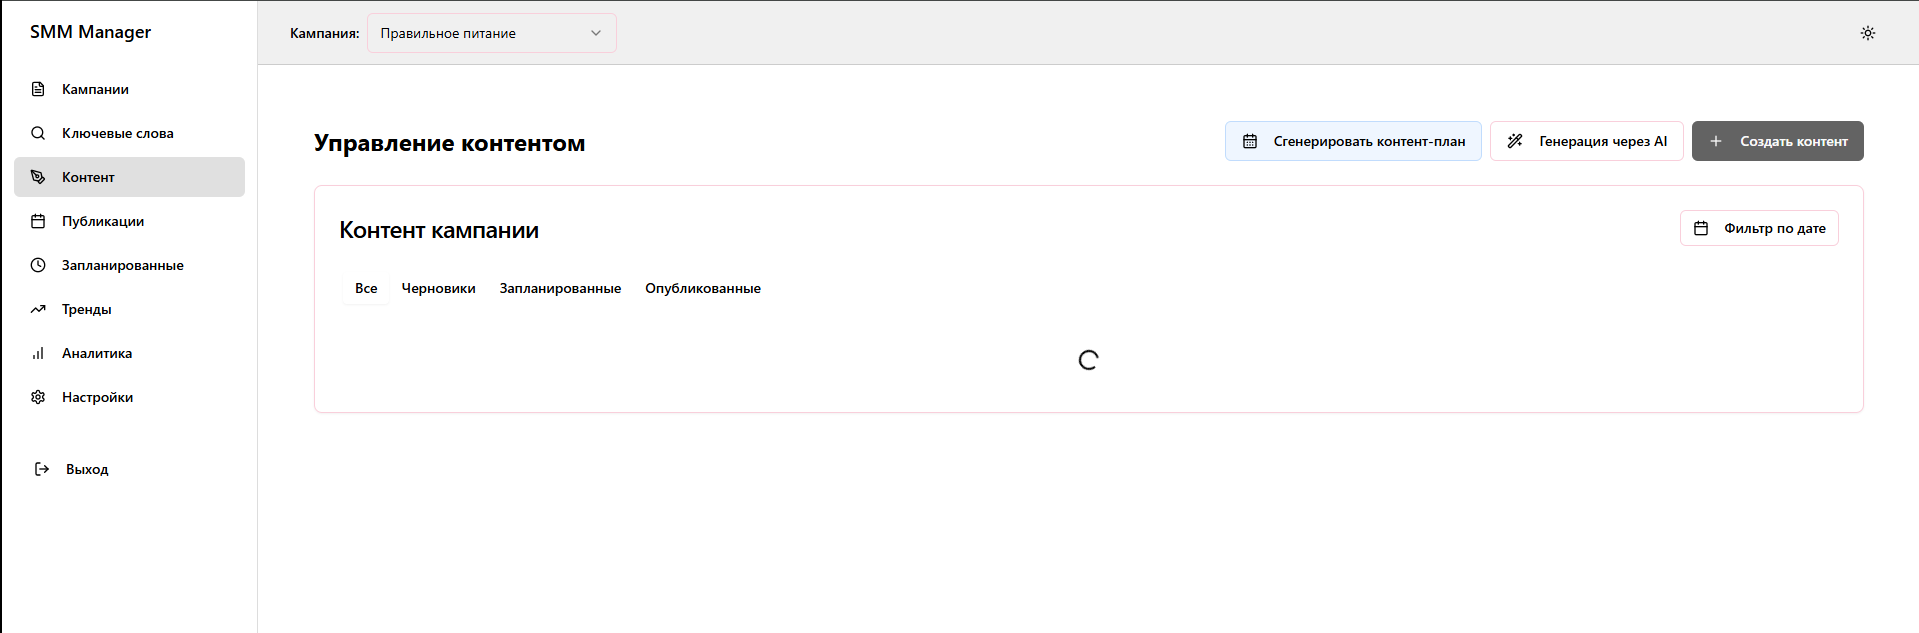 SMM Manager
Кампания: Правильное питание
Кампании
Ключевые слова
Контент
Публикации
Запланированные
Тренды
Аналитика
Настройки
Выход
Управление контентом
Сгенерировать контент-план
Генерация через AI
Создать контент
Контент кампании
Фильтр по дате
Все Черновики Запланированные Опубликованные